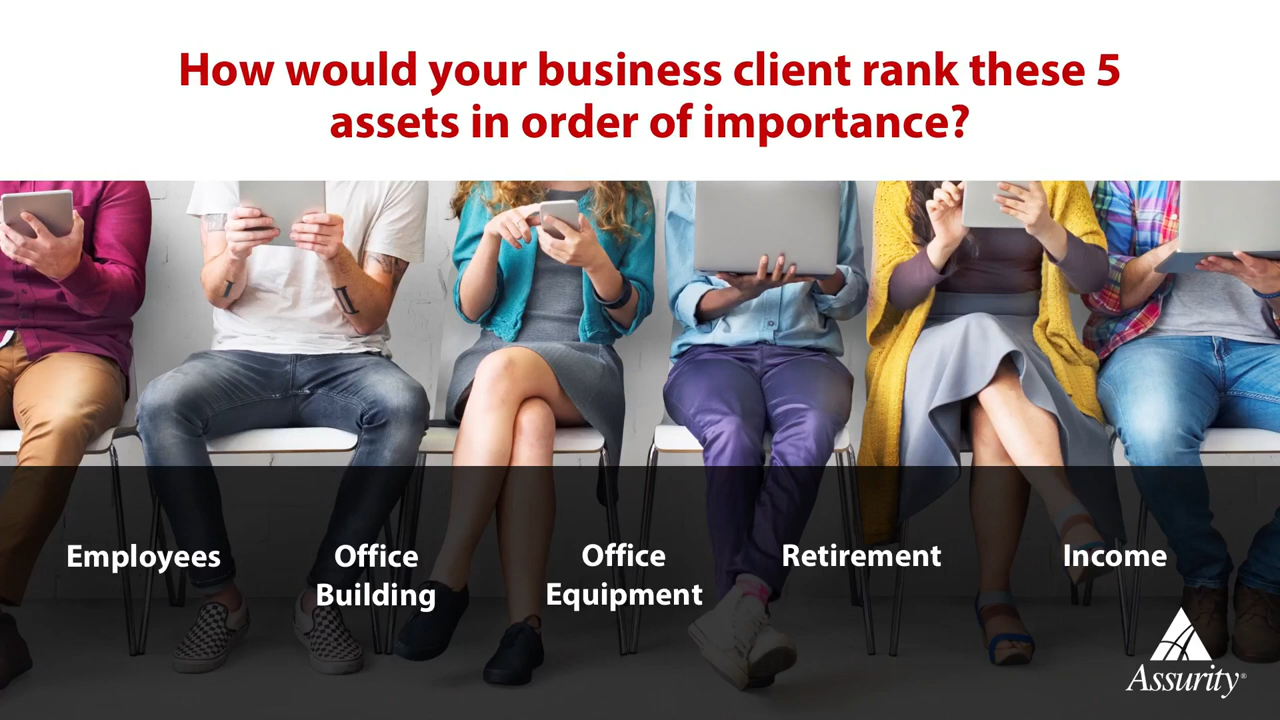 How would your business client rank these 5
assets in order of importance?
Employees
Office
Building
Office
Equipment
Retirement
Income
Assurity®